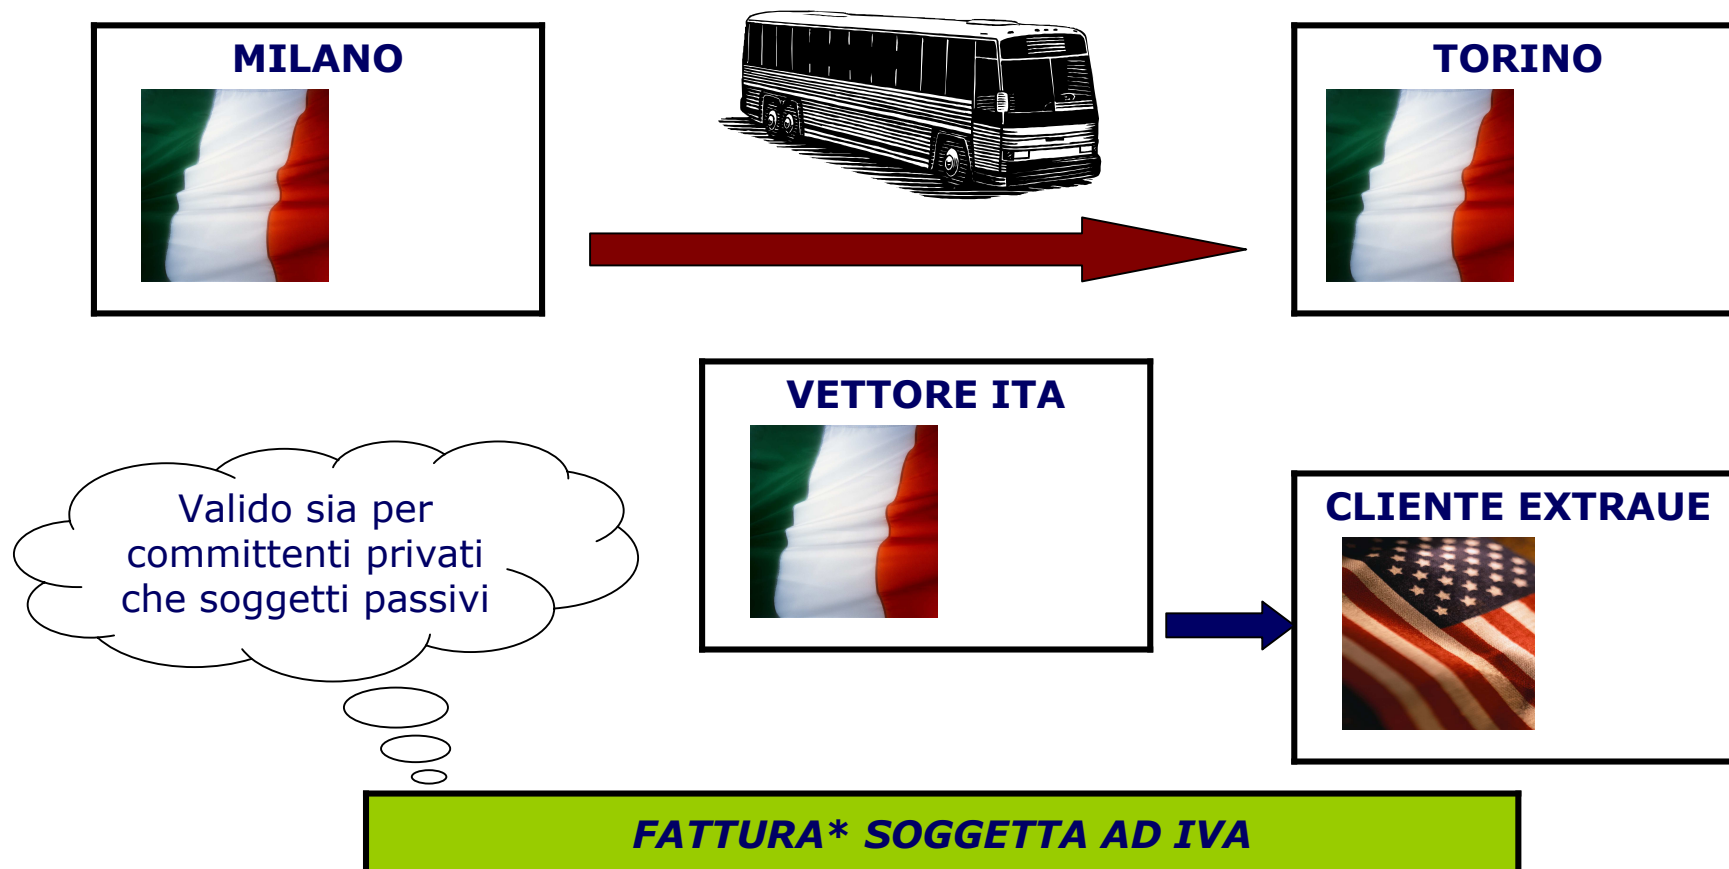 MILANO
TORINO
VETTORE ITA
CLIENTE EXTRAUE
Valido sia per
committenti privati
che soggetti passivi
FATTURA* SOGGETTA AD IVA